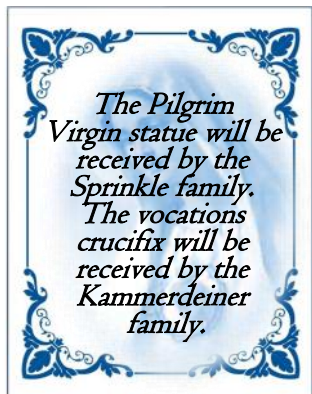 The Pilgrim
Virgin statue will be
received by the
Sprinkle family.
The vocations
crucifix will be
received by the
Kammerdeiner
family.